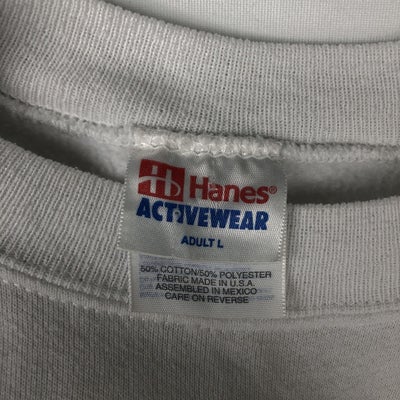 Hanes®
ACTIVEWEAR
ADULT L
50% COTTON/50% POLYESTER
FABRIC MADE IN U.S.A.
ASSEMBLED IN MEXICO
CARE ON REVERSE